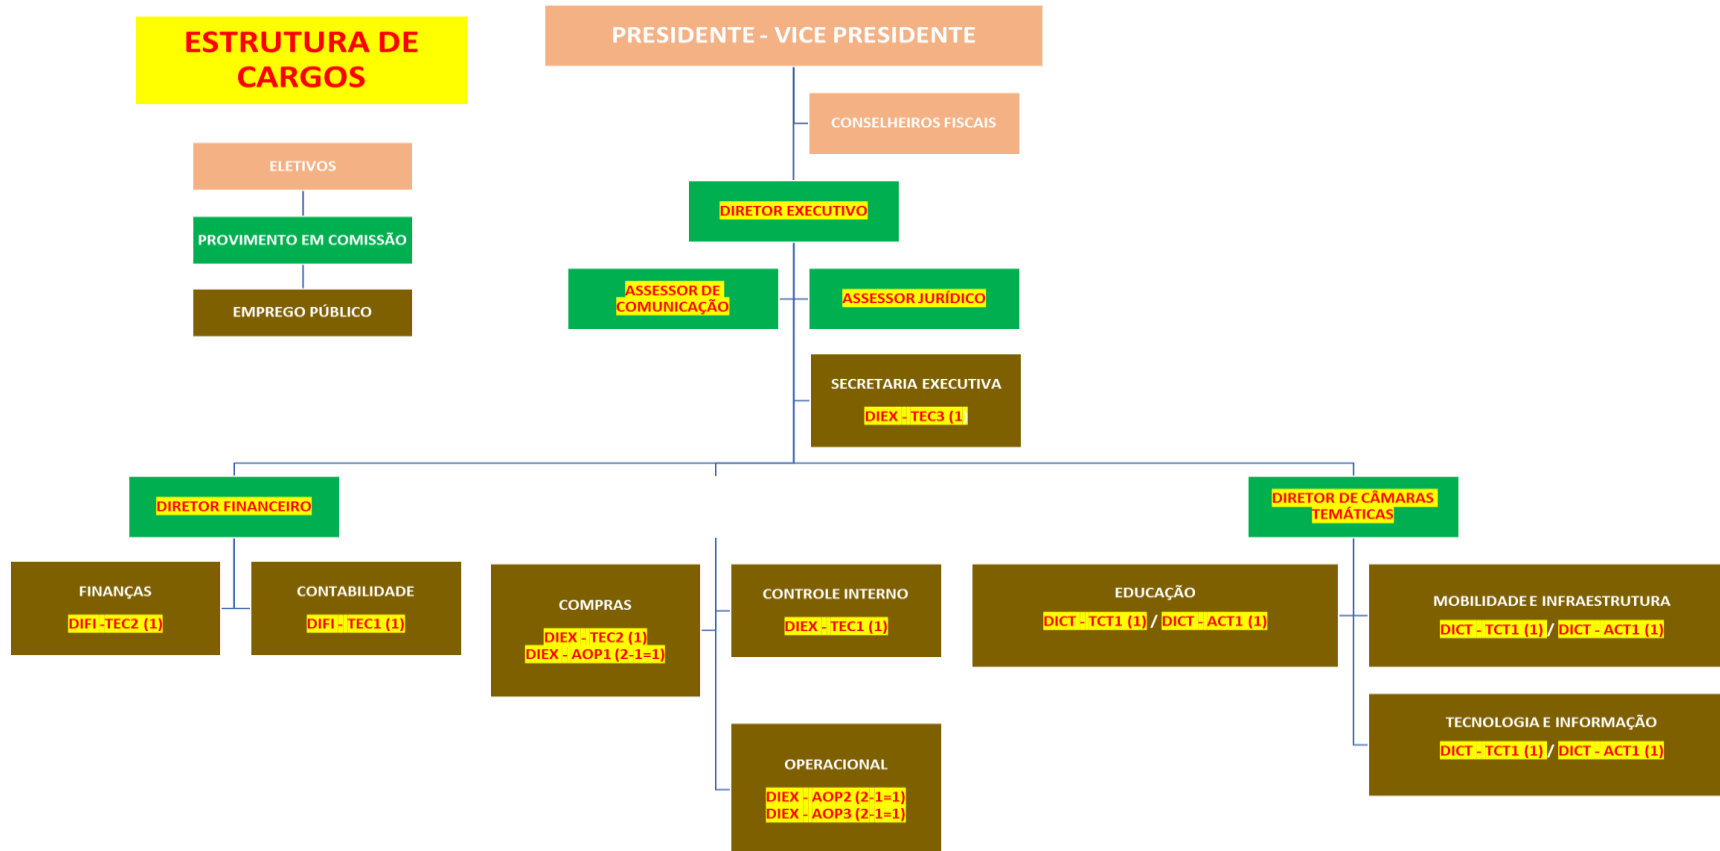 ESTRUTURA DE
CARGOS
ELETIVOS
PROVIMENTO EM COMISSÃO
EMPREGO PÚBLICO
PRESIDENTE - VICE PRESIDENTE
CONSELHEIROS FISCAIS
DIRETOR EXECUTIVO
ASSESSOR DE
COMUNICAÇÃO
ASSESSOR JURÍDICO
SECRETARIA EXECUTIVA
DIEX - TEC3 (1
DIRETOR FINANCEIRO
FINANÇAS
DIFI -TEC2 (1)
CONTABILIDADE
DIFI - TEC1 (1)
COMPRAS
DIEX - TEC2 (1)
DIEX - AOP1 (2-1=1)
CONTROLE INTERNO
DIEX - TEC1 (1)
OPERACIONAL
DIEX - AOP2 (2-1=1)
DIEX - AOP3 (2-1=1)
DIRETOR DE CÂMARAS
TEMÁTICAS
EDUCAÇÃO
DICT - TCT1 (1) / DICT - ACT1 (1)
MOBILIDADE E INFRAESTRUTURA
DICT - TCT1 (1) / DICT - ACT1 (1)
TECNOLOGIA E INFORMAÇÃO
DICT - TCT1 (1) / DICT - ACT1 (1)